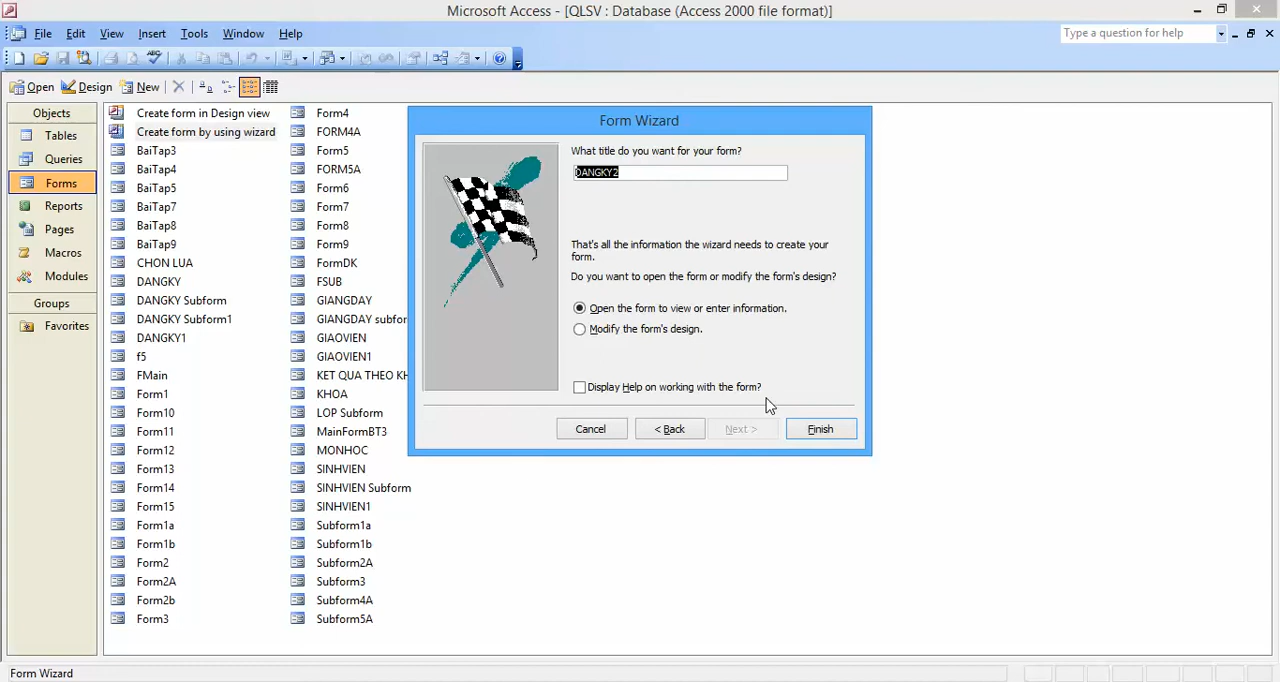 Microsoft Access - [QLSV : Database (Access 2000 file format)]
File Edit View Insert Tools Window Help
Type a question for help
Open Design New
Objects
Tables
Queries
Forms
Reports
Pages
Macros
Modules
Groups
Favorites
Create form in Design view
Create form by using wizard
BaiTap3
BaiTap4
BaiTap5
BaiTap7
BaiTap8
BaiTap9
CHON LUA
DANGKY
DANGKY Subform
DANGKY Subform1
DANGKY1
f5
FMain
Form1
Form10
Form11
Form12
Form13
Form14
Form15
Form1a
Form1b
Form2
Form2A
Form2b
Form3
Form4
FORM4A
Form5
FORM5A
Form6
Form7
Form8
Form9
FormDK
FSUB
GIANGDAY
GIANGDAY subfor
GIAOVIEN
GIAOVIEN1
KET QUA THEO KH
KHOA
LOP Subform
MainFormBT3
MONHOC
SINHVIEN
SINHVIEN Subform
SINHVIEN1
Subform1a
Subform1b
Subform2A
Subform3
Subform4A
Subform5A
Form Wizard
What title do you want for your form?
DANGKY2
That's all the information the wizard needs to create your
form.
Do you want to open the form or modify the form's design?
Open the form to view or enter information.
Modify the form's design.
Display Help on working with the form?
Cancel < Back Next > Finish
Form Wizard